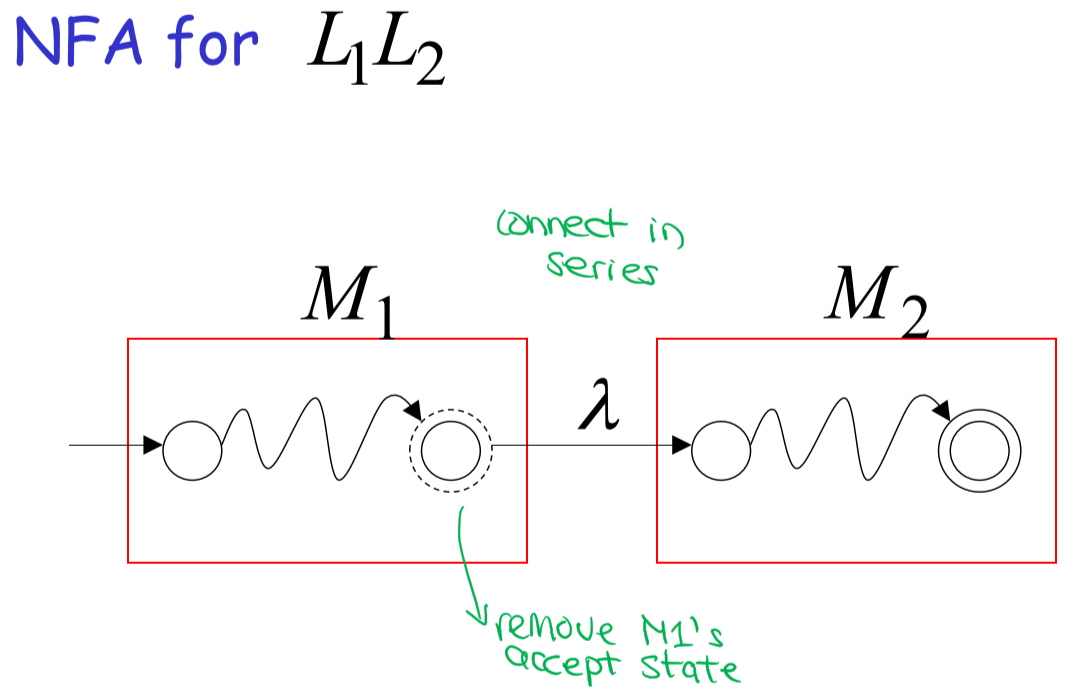 NFA for L₁L₂
connect in
series
M₁
M₂
λ
remove M1's
accept state